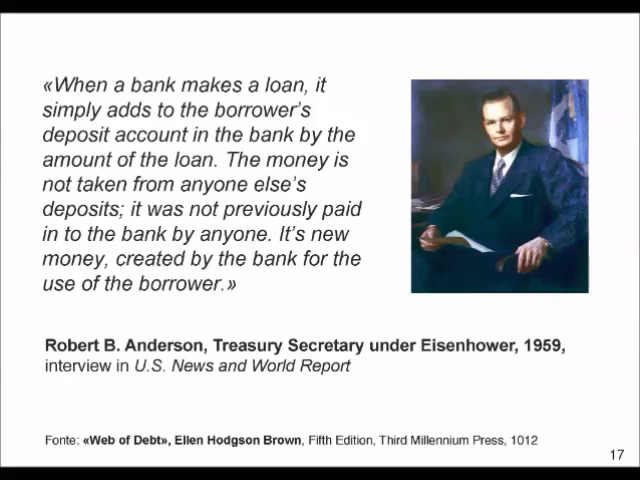 «When a bank makes a loan, it
simply adds to the borrower's
deposit account in the bank by the
amount of the loan. The money is
not taken from anyone else's
deposits; it was not previously paid
in to the bank by anyone. It's new
money, created by the bank for the
use of the borrower.»
Robert B. Anderson, Treasury Secretary under Eisenhower, 1959,
interview in U.S. News and World Report
Fonte: «Web of Debt», Ellen Hodgson Brown, Fifth Edition, Third Millennium Press, 1012
17